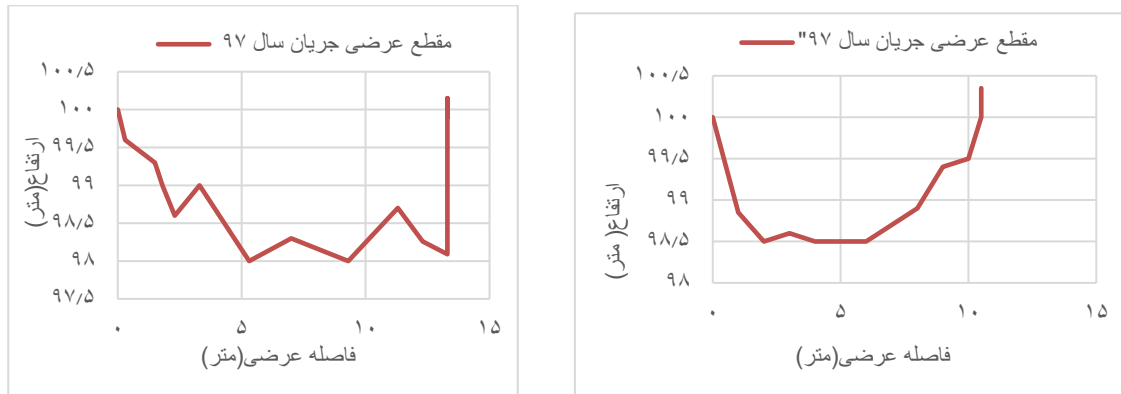 مقطع عرضی جریان سال ۹۷
۱۰۰٫۵
۱۰۰
۹۹٫۵
۹۹
۹۸٫۵
۹۸
۹۷٫۵
ارتفاع(متر)
۰ ۵ ۱۰ ۱۵
فاصله عرضی(متر)
مقطع عرضی جریان سال ۹۷"
۱۰۰٫۵
۱۰۰
۹۹٫۵
۹۹
۹۸٫۵
۹۸
ارتفاع( متر)
۰ ۵ ۱۰ ۱۵
فاصله عرضی(متر)